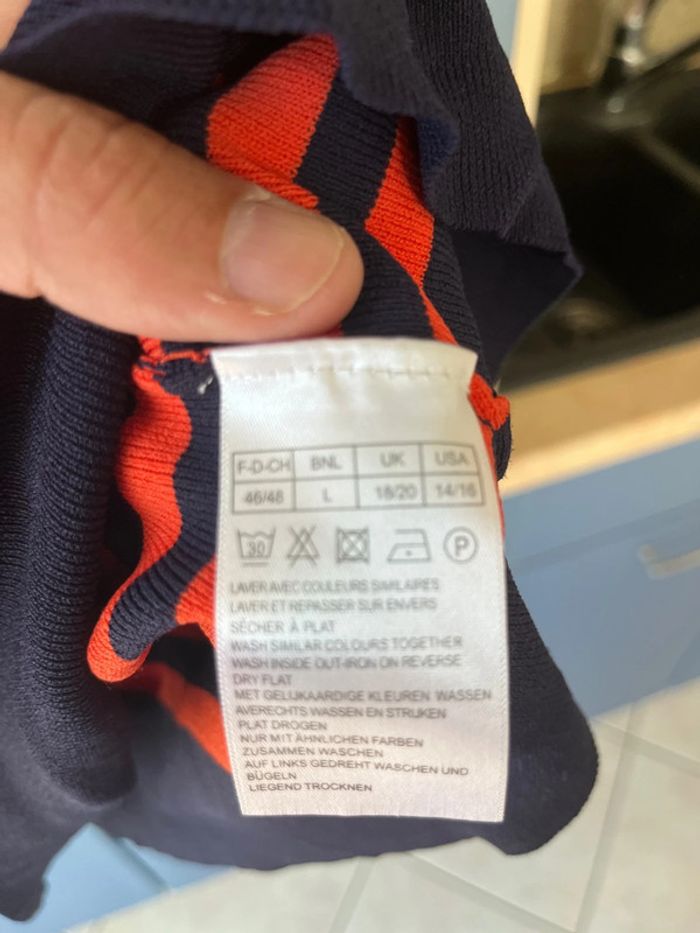 F-D-CH BNL UK USA
46/48 L 18/20 14/16
30 P
LAVER AVEC COULEURS SIMILAIRES
LAVER ET REPASSER SUR ENVERS
SÉCHER À PLAT
WASH SIMILAR COLOURS TOGETHER
WASH INSIDE OUT-IRON ON REVERSE
DRY FLAT
MET GELIJKAARDIGE KLEUREN WASSEN
AVERECHTS WASSEN EN STRIJKEN
PLAT DROGEN
NUR MIT ÄHNLICHEN FARBEN
ZUSAMMEN WASCHEN
AUF LINKS GEDREHT WASCHEN UND
BÜGELN
LIEGEND TROCKNEN